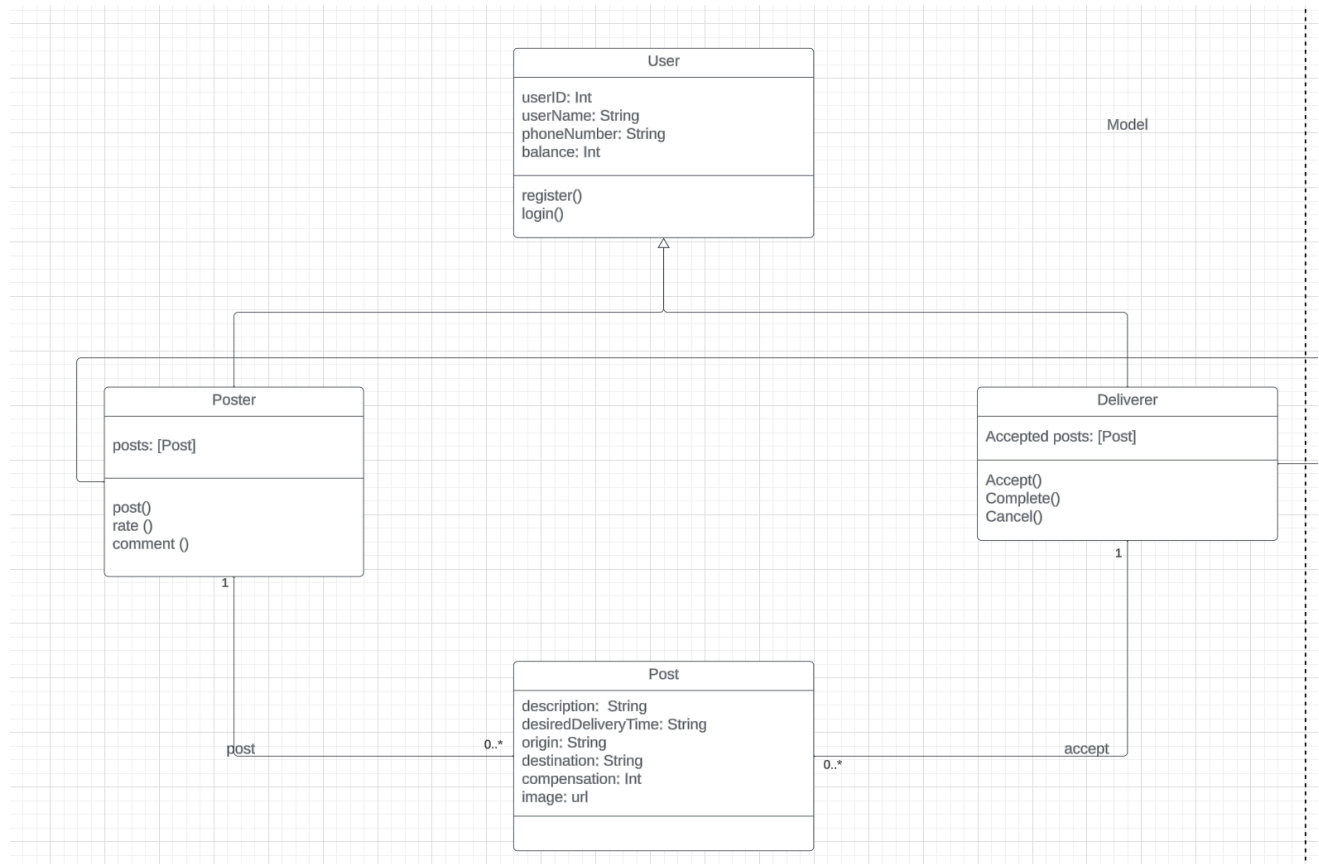 User
userID: Int
userName: String
phoneNumber: String
balance: Int
register()
login()
Model
Poster
posts: [Post]
post()
rate ()
comment ()
1
Deliverer
Accepted posts: [Post]
Accept()
Complete()
Cancel()
1
Post
description:  String
desiredDeliveryTime: String
origin: String
destination: String
compensation: Int
image: url
post
0..*
0..*
accept